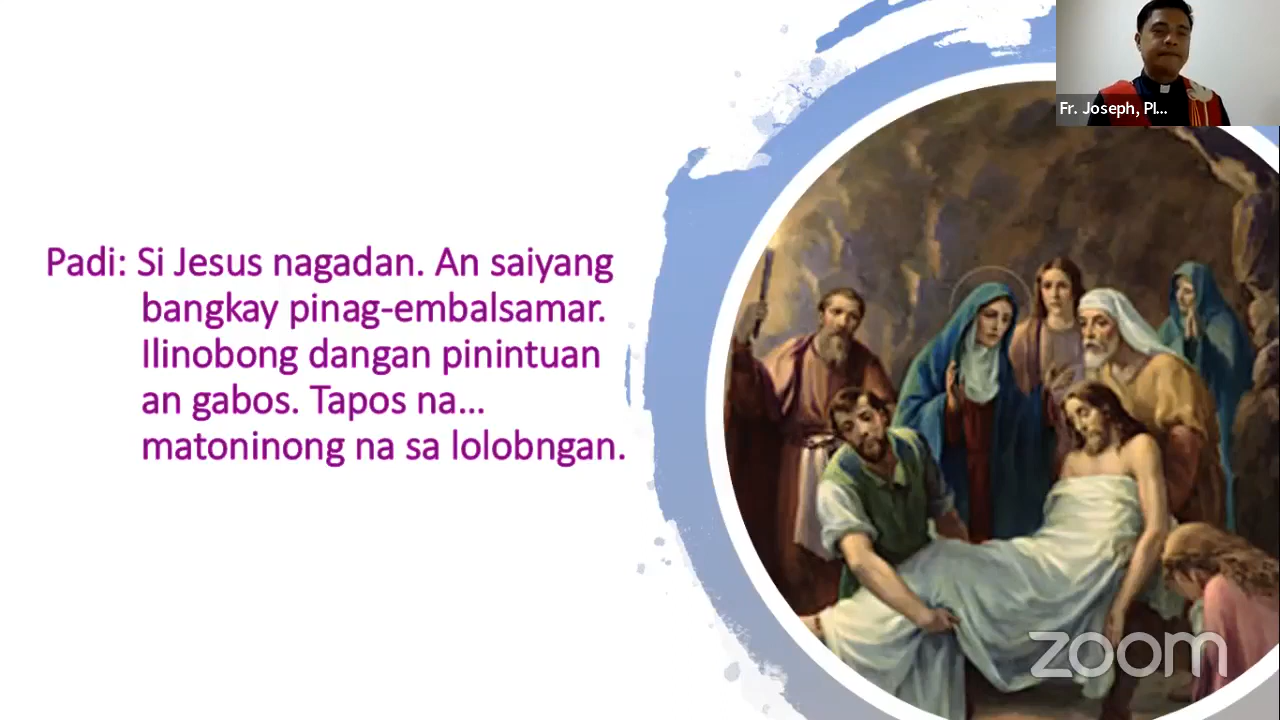 Fr. Joseph, Pl...
Padi: Si Jesus nagadan. An saiyang
bangkay pinag-embalsamar.
Ilinobong dangan pinintuan
an gabos. Tapos na...
matoninong na sa lolobngan.
zoom